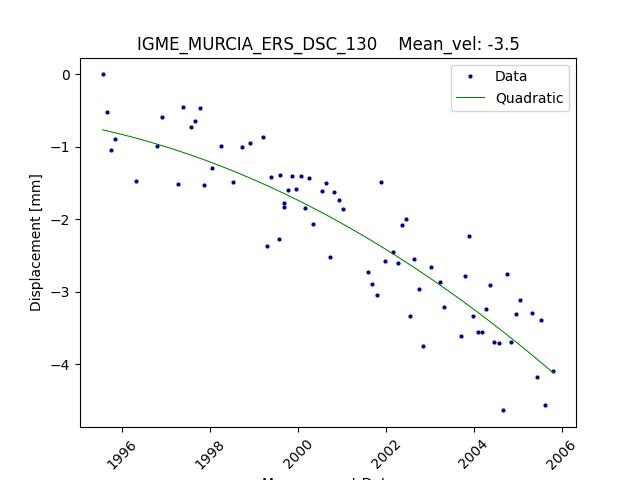 IGME_MURCIA_ERS_DSC_130    Mean_vel: -3.5
Data
Quadratic
Displacement [mm]
0
−1
−2
−3
−4
1996
1998
2000
2002
2004
2006